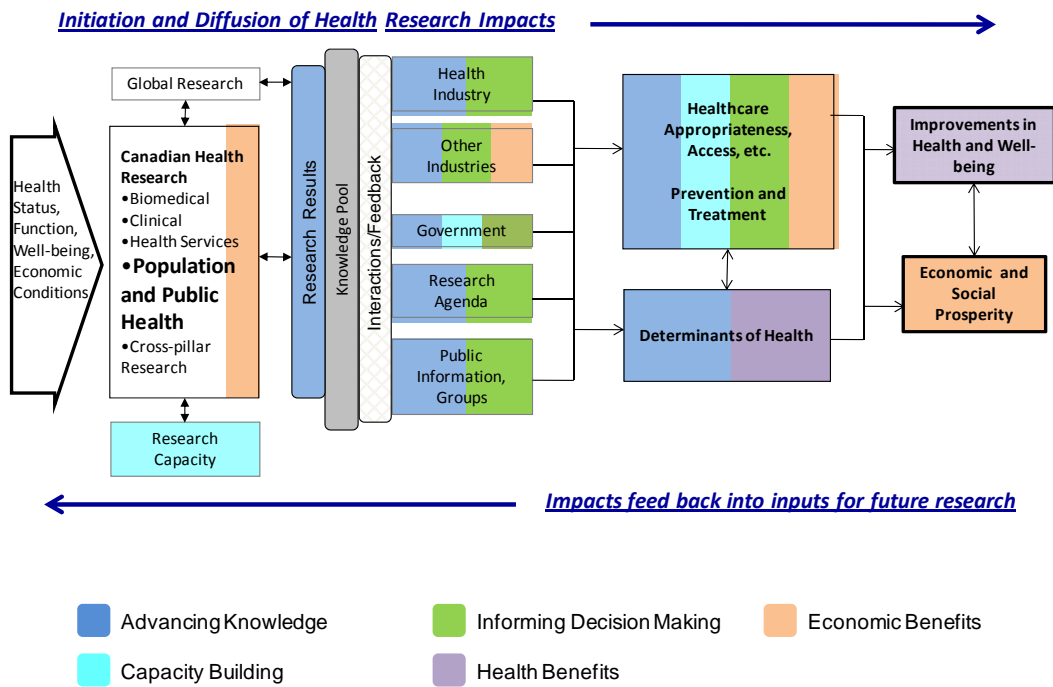 Initiation and Diffusion of Health Research Impacts
Global Research
Health
Status,
Function,
Well-being,
Economic
Conditions
Canadian Health
Research
•Biomedical
•Clinical
•Health Services
•Population
and Public
Health
•Cross-pillar
Research
Research
Capacity
Research Results
Knowledge Pool
Interactions/Feedback
Health
Industry
Other
Industries
Government
Research
Agenda
Public
Information,
Groups
Healthcare
Appropriateness,
Access, etc.
Prevention and
Treatment
Determinants of Health
Improvements in
Health and Well-
being
Economic and
Social
Prosperity
Impacts feed back into inputs for future research
Advancing Knowledge
Informing Decision Making
Economic Benefits
Capacity Building
Health Benefits